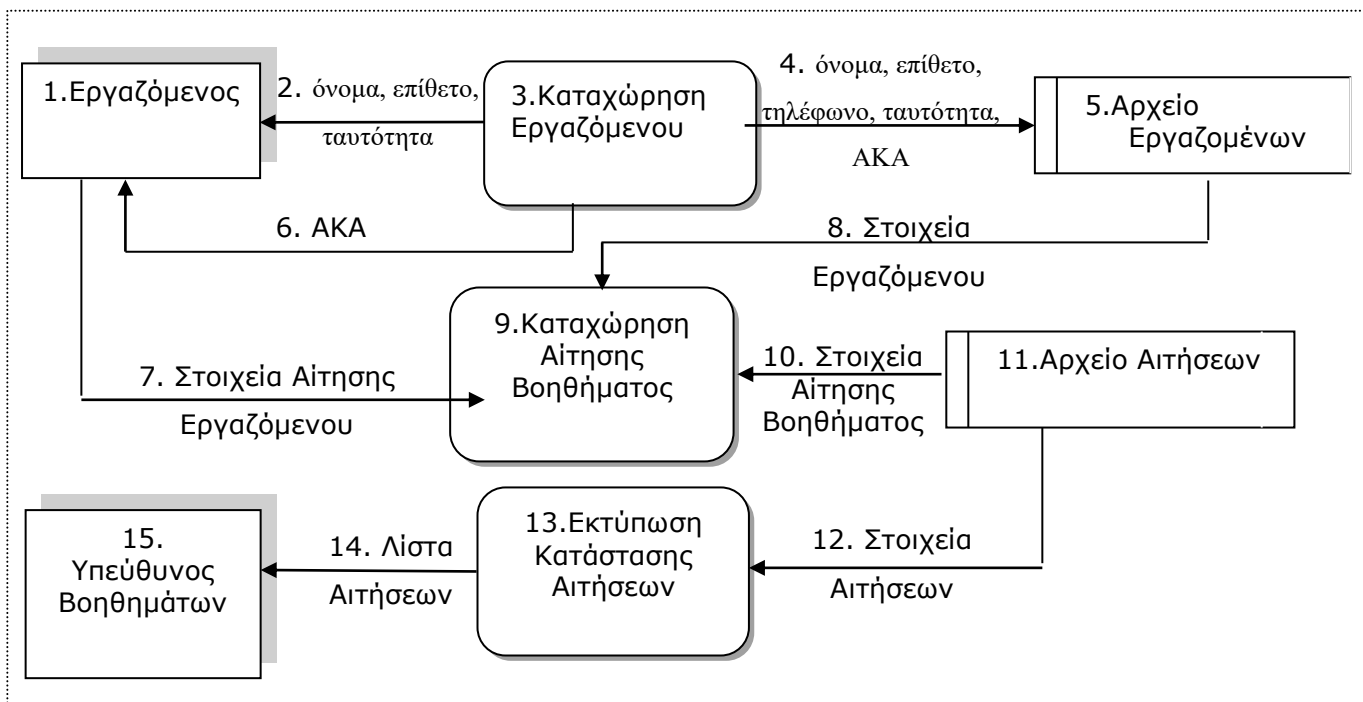 1.Εργαζόμενος
2. όνομα, επίθετο,
ταυτότητα
3.Καταχώρηση
Εργαζόμενου
4. όνομα, επίθετο,
τηλέφωνο, ταυτότητα,
ΑΚΑ
5.Αρχείο
Εργαζομένων
6. ΑΚΑ
8. Στοιχεία
Εργαζόμενου
7. Στοιχεία Αίτησης
Εργαζόμενου
9.Καταχώρηση
Αίτησης
Βοηθήματος
10. Στοιχεία
Αίτησης
Βοηθήματος
11.Αρχείο Αιτήσεων
15.
Υπεύθυνος
Βοηθημάτων
14. Λίστα
Αιτήσεων
13.Εκτύπωση
Κατάστασης
Αιτήσεων
12. Στοιχεία
Αιτήσεων